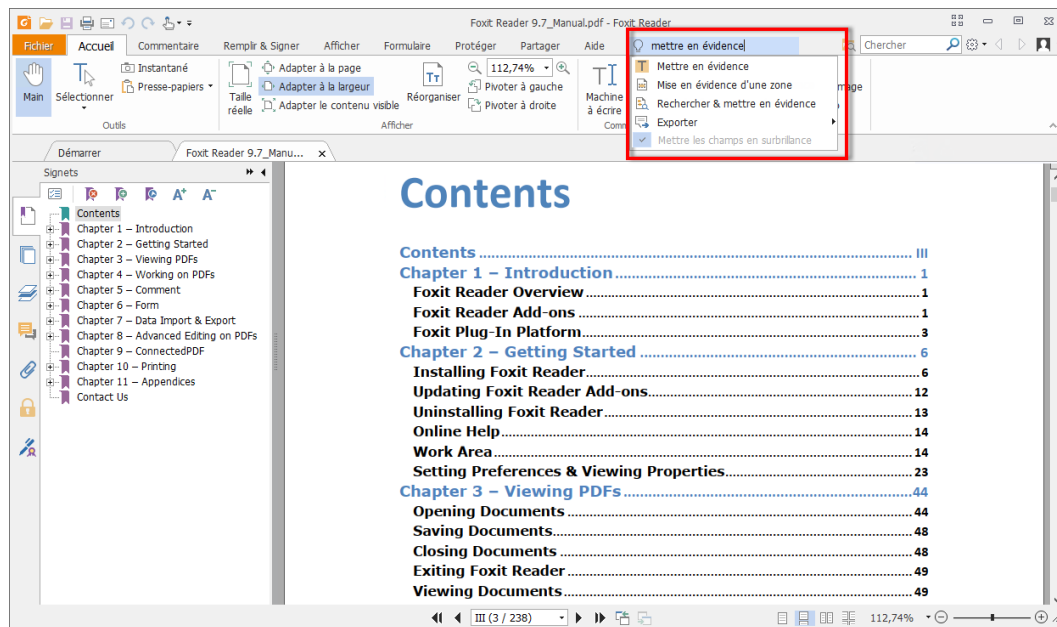 Foxit Reader 9.7_Manual.pdf - Foxit Reader
Fichier Accueil Commentaire Remplir & Signer Afficher Formulaire Protéger Partager Aide mettre en évidence Chercher
Main
Sélectionner
Instantané
Presse-papiers
Outils
Taille réelle
Adapter à la page
Adapter à la largeur
Adapter le contenu visible
Réorganiser
112,74%
Pivoter à gauche
Pivoter à droite
Afficher
Machine à écrire
Comm
mage
Mettre en évidence
Mise en évidence d'une zone
Rechercher & mettre en évidence
Exporter
Mettre les champs en surbrillance
Démarrer
Foxit Reader 9.7_Manu... x
Signets
A+ A-
Contents
Chapter 1 – Introduction
Chapter 2 – Getting Started
Chapter 3 – Viewing PDFs
Chapter 4 – Working on PDFs
Chapter 5 – Comment
Chapter 6 – Form
Chapter 7 – Data Import & Export
Chapter 8 – Advanced Editing on PDFs
Chapter 9 – ConnectedPDF
Chapter 10 – Printing
Chapter 11 – Appendices
Contact Us
Contents
Contents ........ III
Chapter 1 – Introduction ........ 1
Foxit Reader Overview ........ 1
Foxit Reader Add-ons ........ 1
Foxit Plug-In Platform ........ 3
Chapter 2 – Getting Started ........ 6
Installing Foxit Reader ........ 6
Updating Foxit Reader Add-ons ........ 12
Uninstalling Foxit Reader ........ 13
Online Help ........ 14
Work Area ........ 14
Setting Preferences & Viewing Properties ........ 23
Chapter 3 – Viewing PDFs ........ 44
Opening Documents ........ 44
Saving Documents ........ 48
Closing Documents ........ 48
Exiting Foxit Reader ........ 49
Viewing Documents ........ 49
III (3 / 238)
112,74%